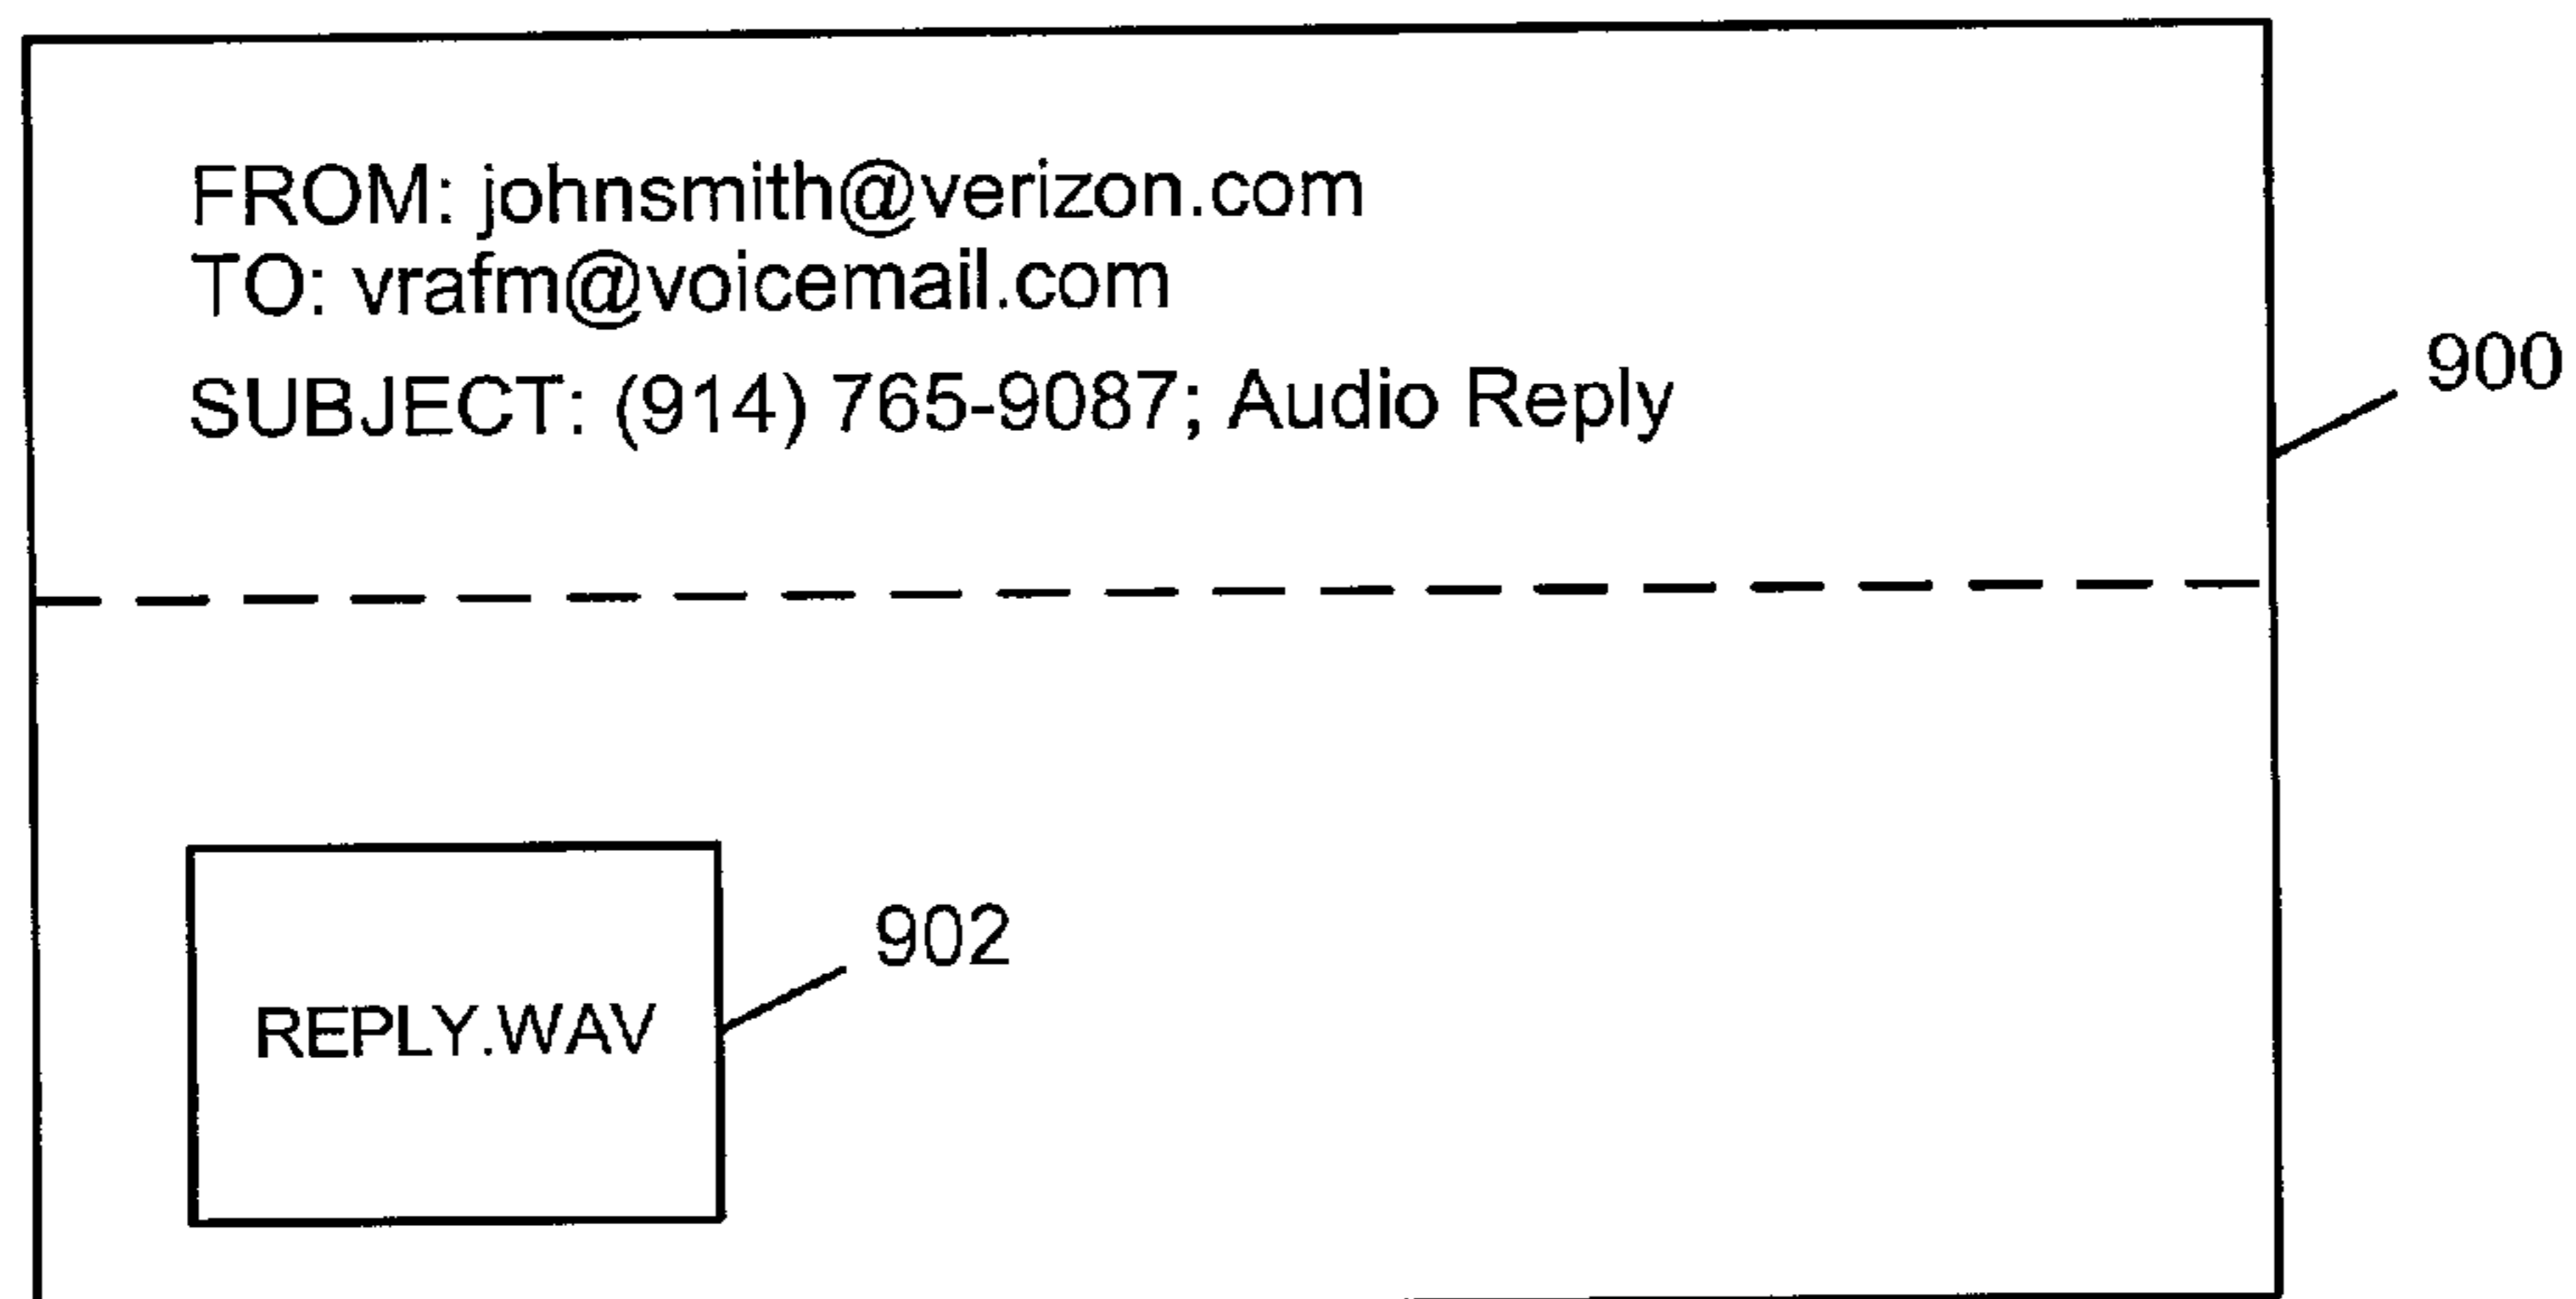 FROM: johnsmith@verizon.com
TO: vrafm@voicemail.com
SUBJECT: (914) 765-9087; Audio Reply
900
902
REPLY.WAV